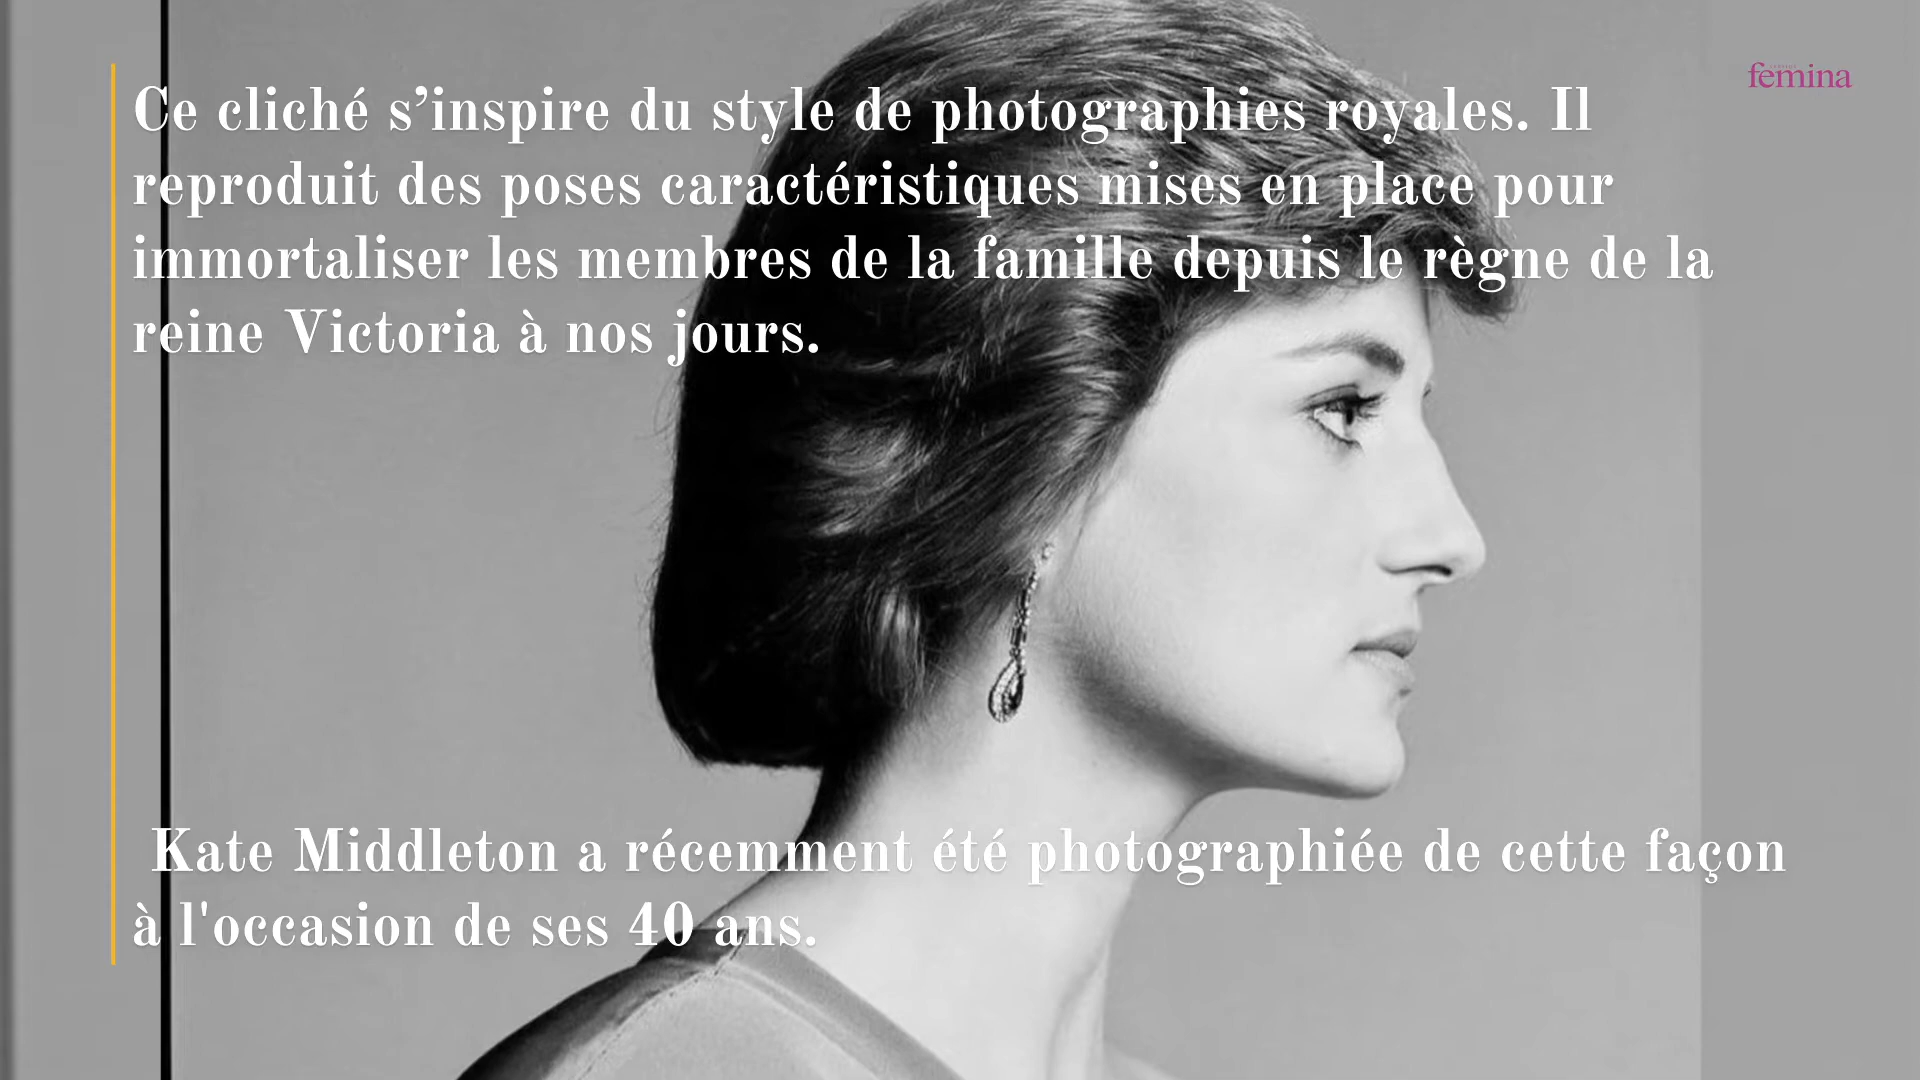 femina
Ce cliché s’inspire du style de photographies royales. Il
reproduit des poses caractéristiques mises en place pour
immortaliser les membres de la famille depuis le règne de la
reine Victoria à nos jours.
Kate Middleton a récemment été photographiée de cette façon
à l'occasion de ses 40 ans.